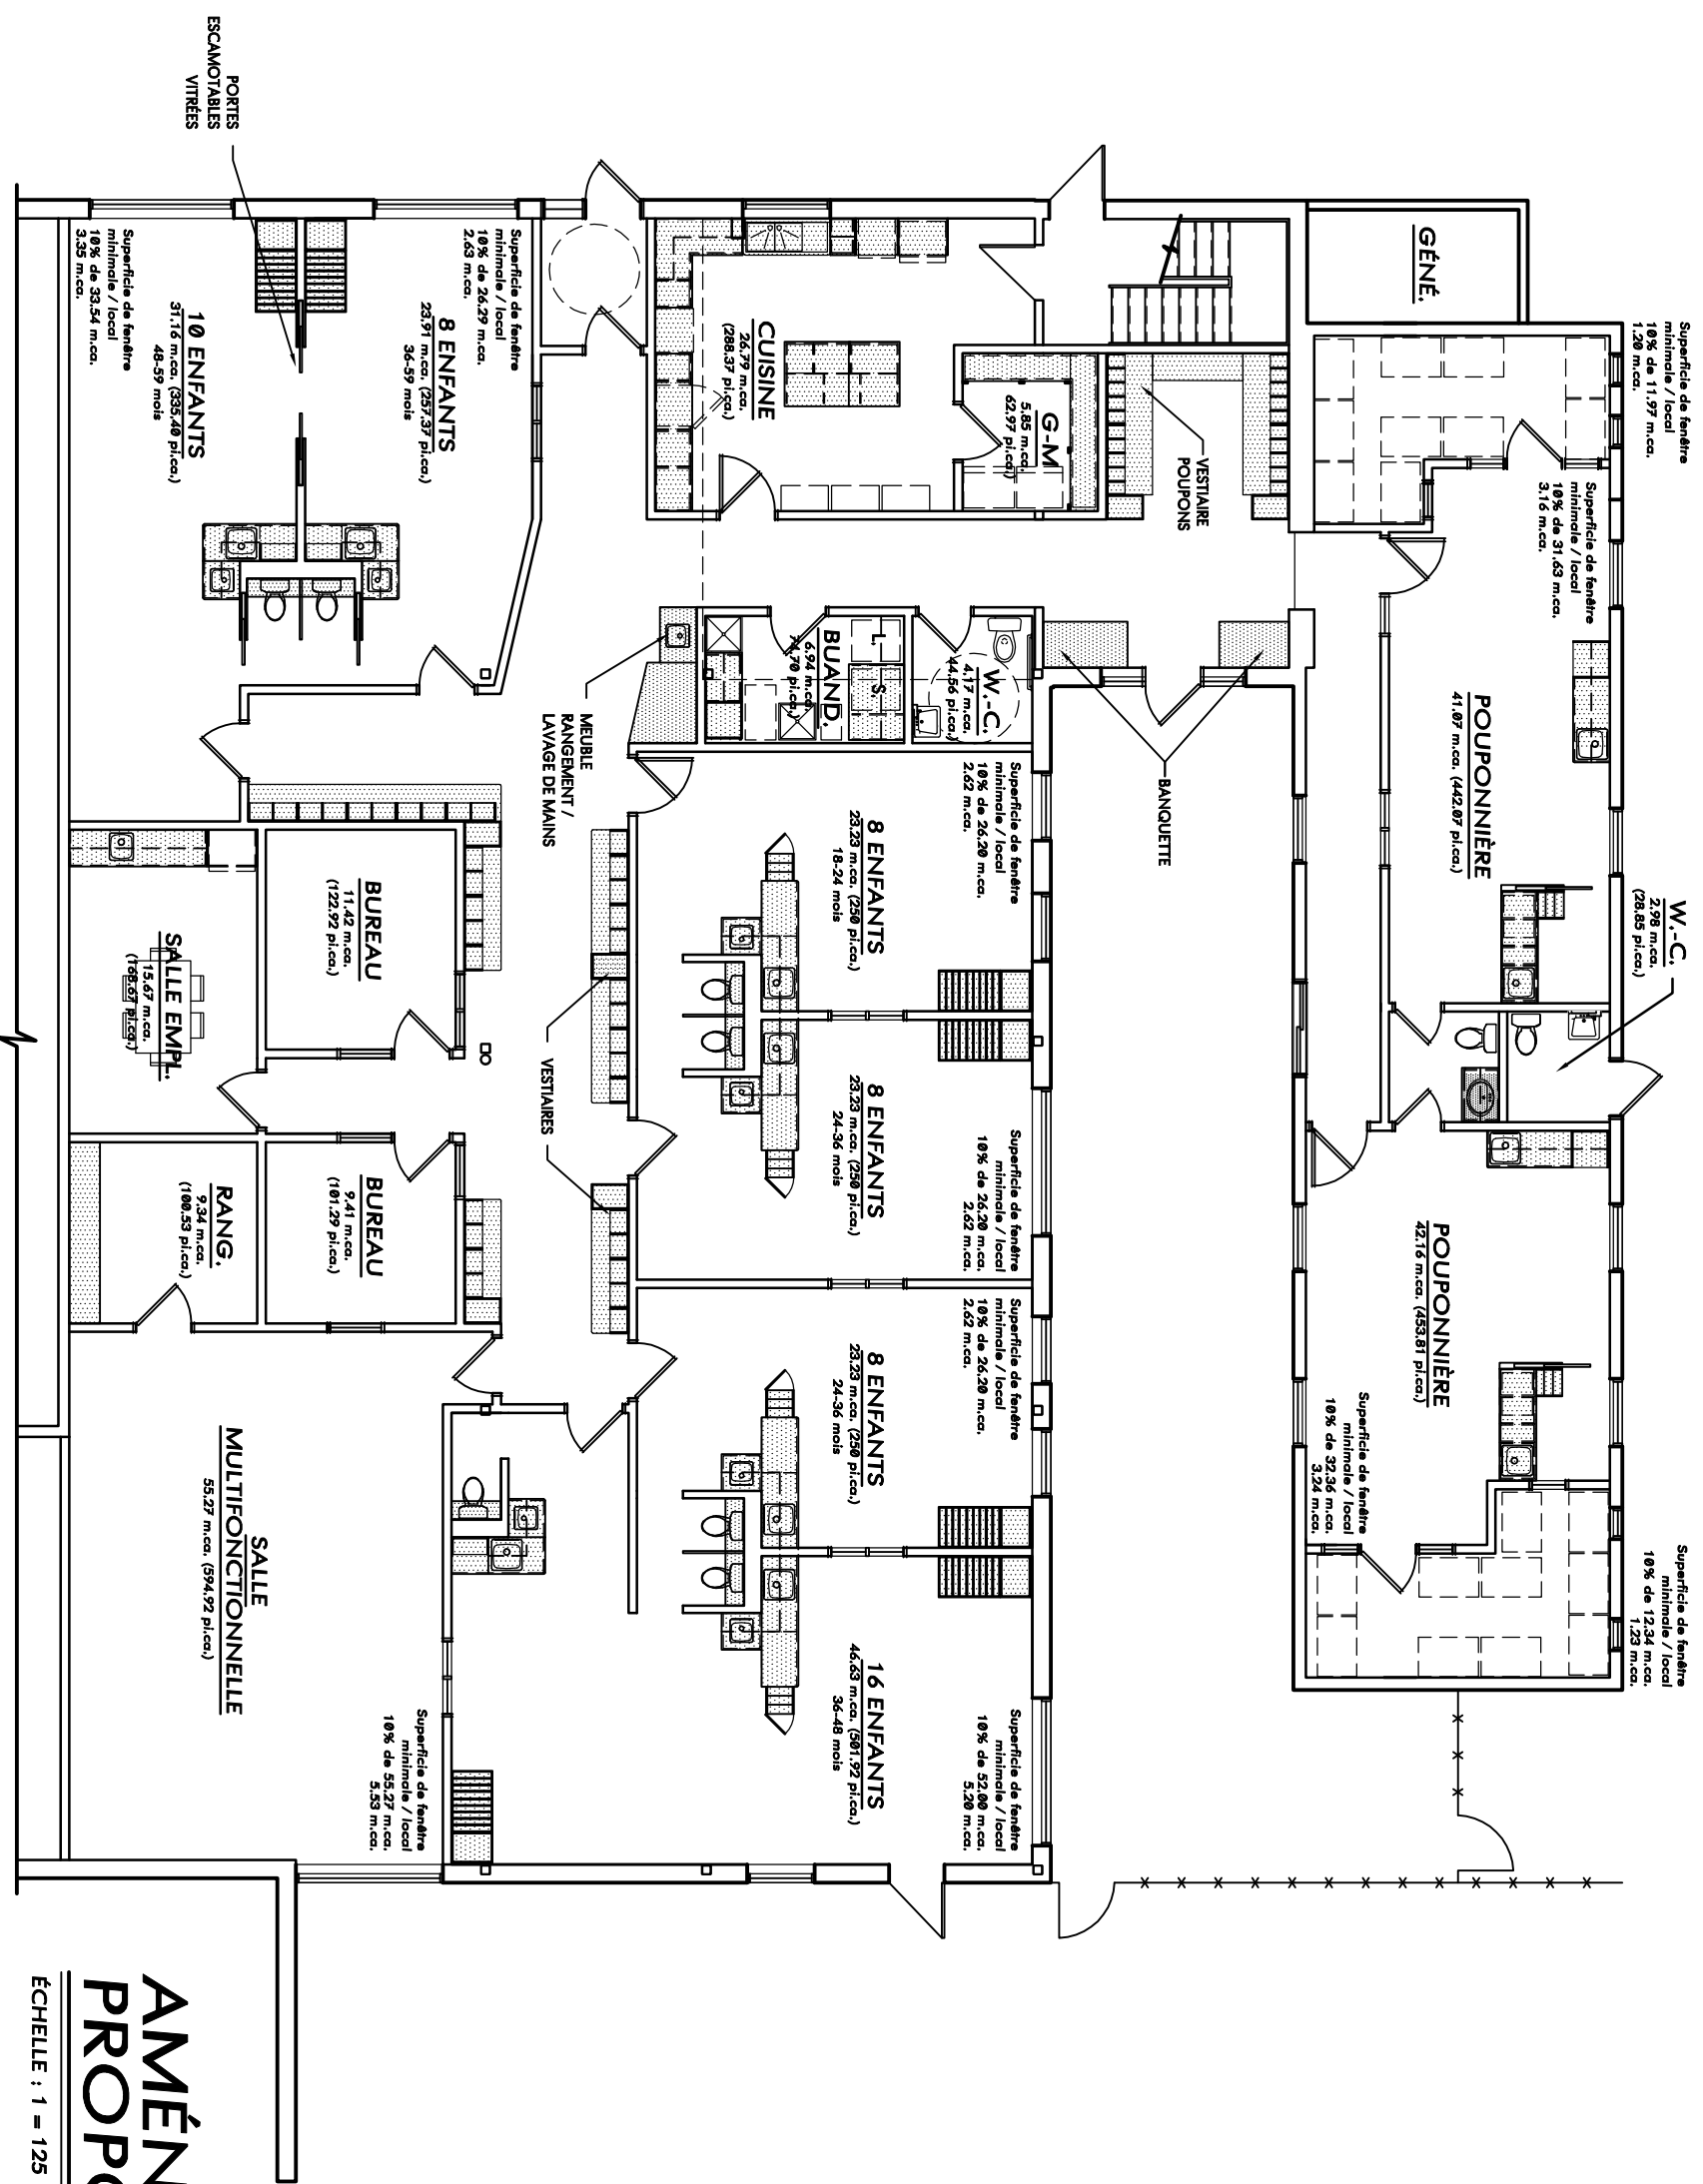 Superficie de fenêtre
minimale / local
10% de 11.97 m.ca.
1.20 m.ca.
W.-C.
2.98 m.ca.
(28.85 pi.ca.)
Superficie de fenêtre
minimale / local
10% de 12.34 m.ca.
1.23 m.ca.
GÉNÉ.
Superficie de fenêtre
minimale / local
10% de 31.63 m.ca.
3.16 m.ca.
POUPONNIÈRE
41.07 m.ca. (442.07 pi.ca.)
POUPONNIÈRE
42.16 m.ca. (453.81 pi.ca.)
Superficie de fenêtre
minimale / local
10% de 32.36 m.ca.
3.24 m.ca.
VESTIAIRE
POUPONS
BANQUETTE
G-M
5.85 m.ca.
62.97 pi.ca.)
W.-C.
4.17 m.ca.
44.56 pi.ca.)
CUISINE
26.79 m.ca.
(288.37 pi.ca.)
BUAND.
6.94 m.ca.
74.70 pi.ca.)
L.
S.
Superficie de fenêtre
minimale / local
10% de 26.20 m.ca.
2.62 m.ca.
8 ENFANTS
23.23 m.ca. (250 pi.ca.)
18-24 mois
Superficie de fenêtre
minimale / local
10% de 26.20 m.ca.
2.62 m.ca.
8 ENFANTS
23.23 m.ca. (250 pi.ca.)
24-36 mois
Superficie de fenêtre
minimale / local
10% de 26.20 m.ca.
2.62 m.ca.
8 ENFANTS
23.23 m.ca. (250 pi.ca.)
24-36 mois
Superficie de fenêtre
minimale / local
10% de 52.00 m.ca.
5.20 m.ca.
16 ENFANTS
46.63 m.ca. (501.92 pi.ca.)
36-48 mois
MEUBLE
RANGEMENT /
LAVAGE DE MAINS
VESTIAIRES
Superficie de fenêtre
minimale / local
10% de 26.29 m.ca.
2.63 m.ca.
8 ENFANTS
23.91 m.ca. (257.37 pi.ca.)
36-59 mois
PORTES
ESCAMOTABLES
VITRÉES
10 ENFANTS
31.16 m.ca. (335.40 pi.ca.)
48-59 mois
Superficie de fenêtre
minimale / local
10% de 33.54 m.ca.
3.35 m.ca.
BUREAU
11.42 m.ca.
(122.92 pi.ca.)
BUREAU
9.41 m.ca.
(101.29 pi.ca.)
SALLE EMPL.
15.67 m.ca.
(168.67 pi.ca.)
RANG.
9.34 m.ca.
(100.53 pi.ca.)
Superficie de fenêtre
minimale / local
10% de 55.27 m.ca.
5.53 m.ca.
SALLE
MULTIFONCTIONNELLE
55.27 m.ca. (594.92 pi.ca.)
AMÉN
PROPO
ÉCHELLE : 1 = 125